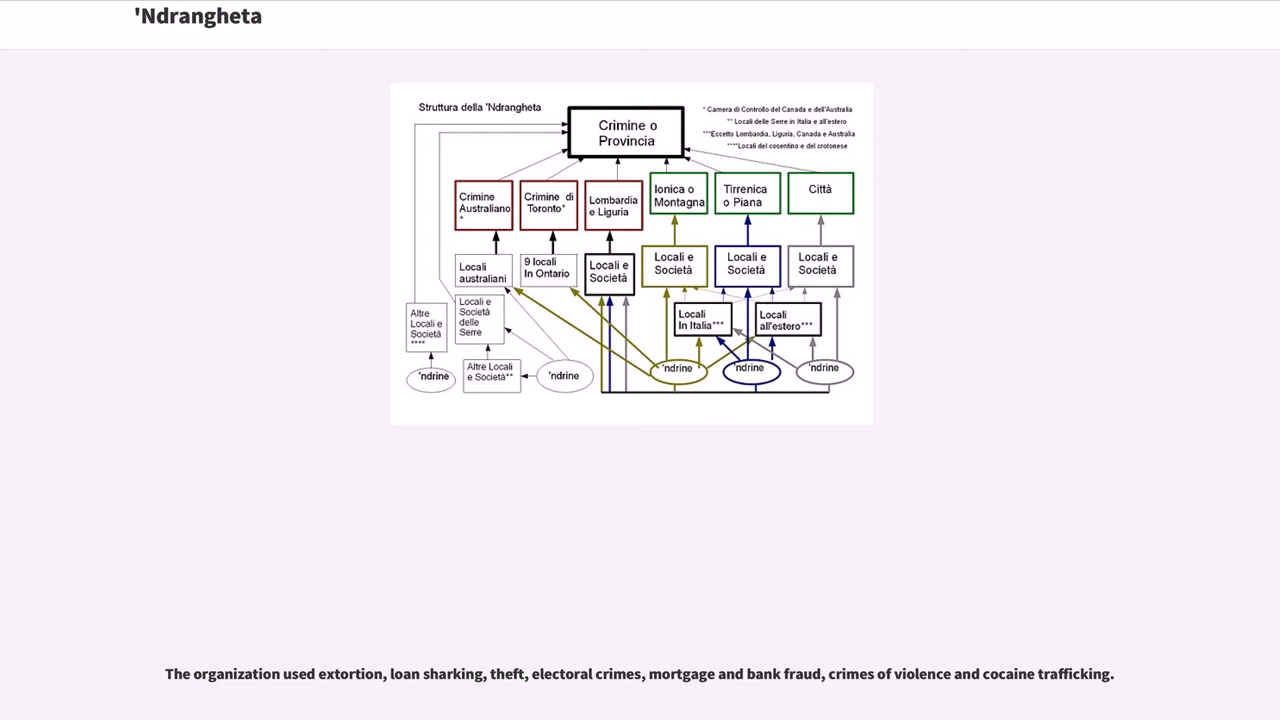 'Ndrangheta
Struttura della 'Ndrangheta
* Camera di Controllo del Canada e dell'Australia
** Locali delle Serre in Italia e all'estero
***Eccetto Lombardia, Liguria, Canada e Australia
****Locali del cosentino e del crotonese
Crimine o
Provincia
Crimine
Australiano
*
Crimine di
Toronto*
Lombardia
e Liguria
Ionica o
Montagna
Tirrenica
o Piana
Città
Locali
australiani
9 locali
In Ontario
Locali e
Società
Locali e
Società
Locali e
Società
Locali e
Società
Altre
Locali e
Società
****
Locali e
Società
delle
Serre
Locali
In Italia***
Locali
all'estero***
'ndrine
Altre Locali
e Società**
'ndrine
'ndrine
'ndrine
'ndrine
The organization used extortion, loan sharking, theft, electoral crimes, mortgage and bank fraud, crimes of violence and cocaine trafficking.